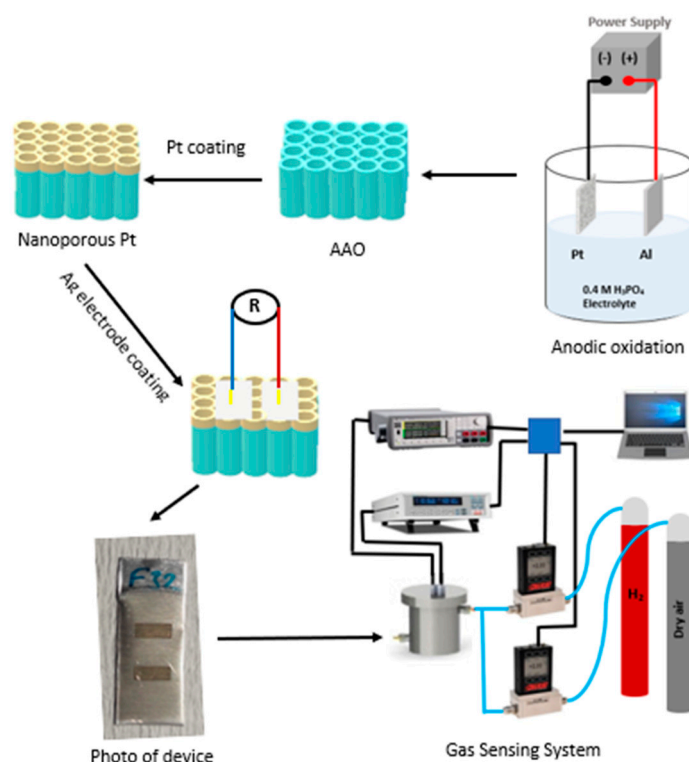 Power Supply
(-) (+)
Pt coating
Nanoporous Pt
AAO
Pt
Al
0.4 M H₃PO₄
Electrolyte
Anodic oxidation
Ag electrode coating
R
F32
H₂
Dry air
Photo of device
Gas Sensing System